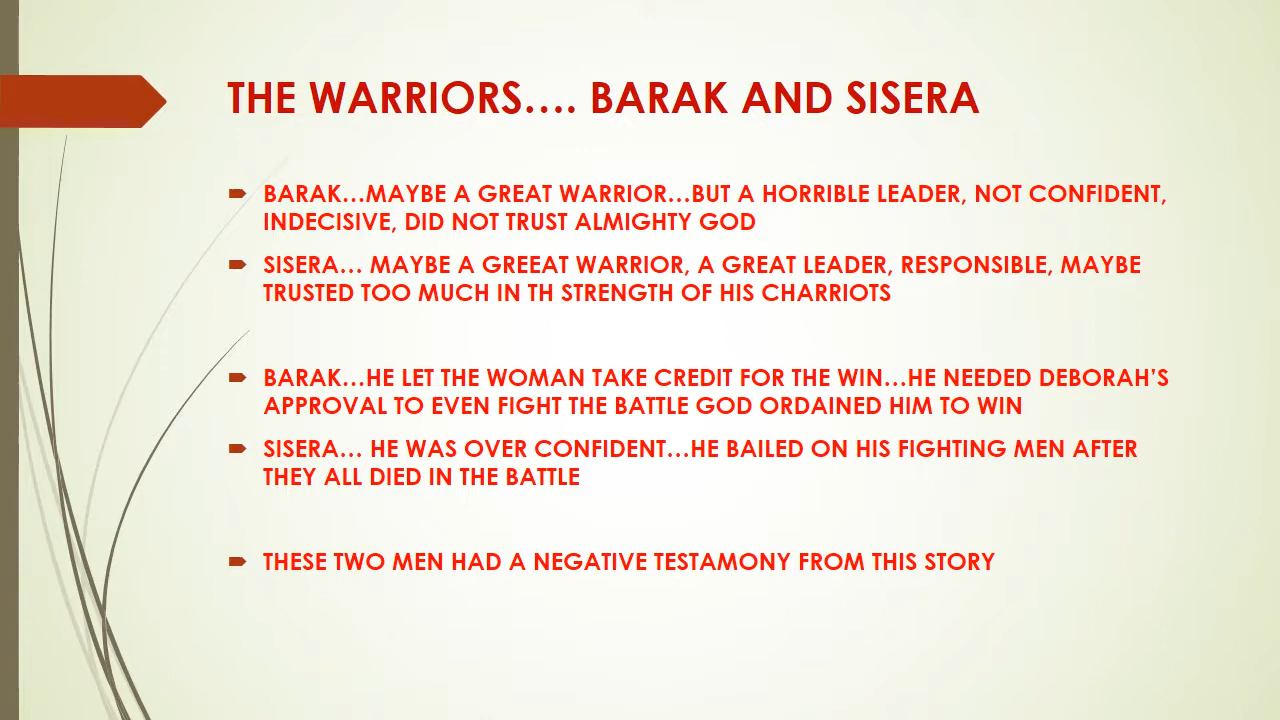 THE WARRIORS.... BARAK AND SISERA
BARAK...MAYBE A GREAT WARRIOR...BUT A HORRIBLE LEADER, NOT CONFIDENT,
INDECISIVE, DID NOT TRUST ALMIGHTY GOD
SISERA... MAYBE A GREEAT WARRIOR, A GREAT LEADER, RESPONSIBLE, MAYBE
TRUSTED TOO MUCH IN TH STRENGTH OF HIS CHARRIOTS
BARAK...HE LET THE WOMAN TAKE CREDIT FOR THE WIN...HE NEEDED DEBORAH'S
APPROVAL TO EVEN FIGHT THE BATTLE GOD ORDAINED HIM TO WIN
SISERA... HE WAS OVER CONFIDENT...HE BAILED ON HIS FIGHTING MEN AFTER
THEY ALL DIED IN THE BATTLE
THESE TWO MEN HAD A NEGATIVE TESTAMONY FROM THIS STORY